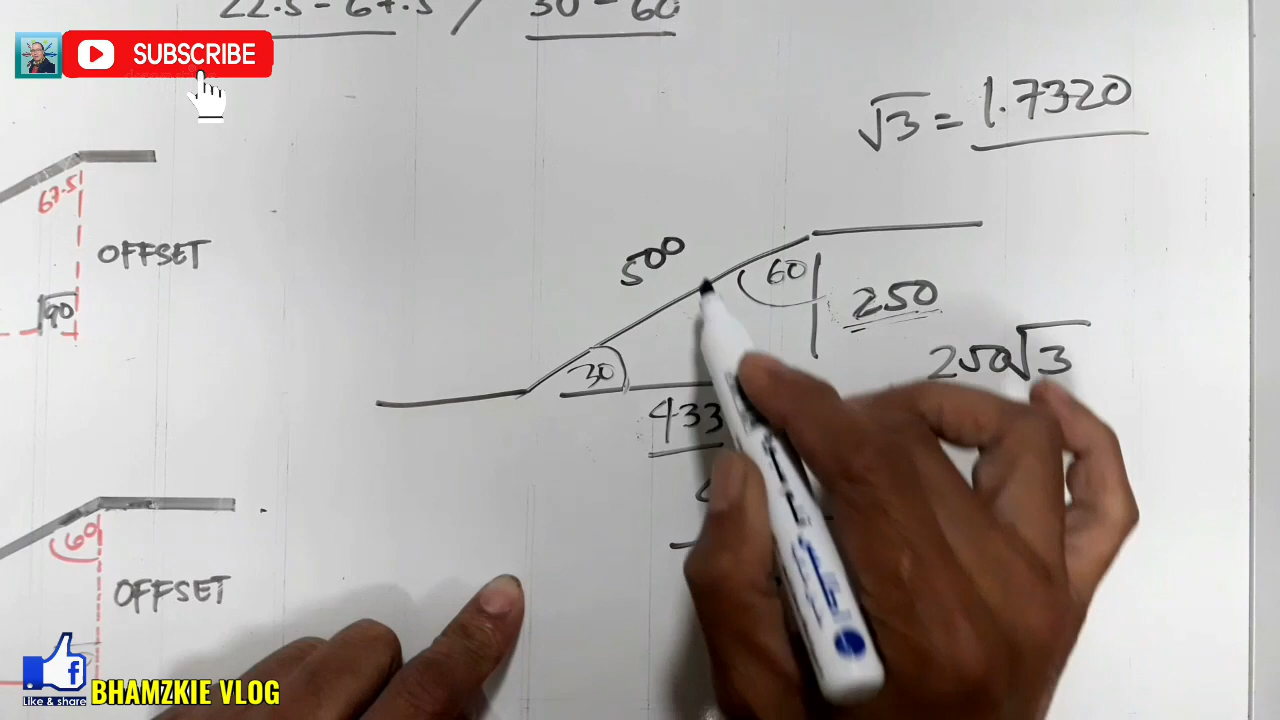 22.5 - 67.5 / 30 - 60
SUBSCRIBE
√3 = 1.7320
67.5
OFFSET
90
500
60
250
30
250√3
433
60
OFFSET
f
Like & share
BHAMZKIE VLOG